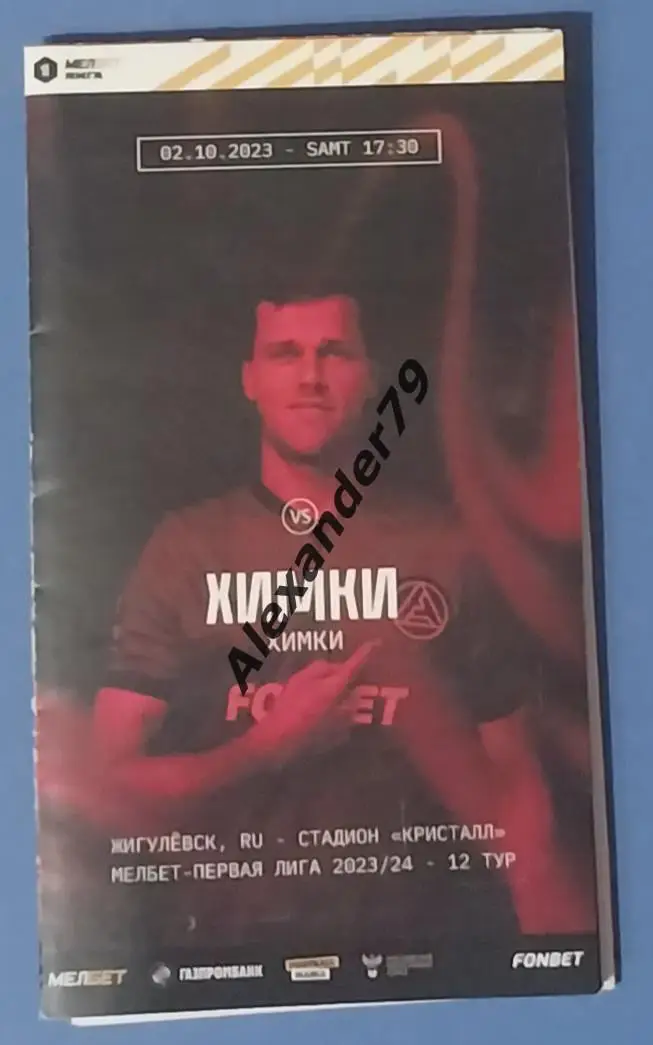 МЕЛБЕТ
ЛИГА
02.10.2023 - SAMT 17:30
VS
ХИМКИ
ХИМКИ
FONBET
Alexander79
ЖИГУЛЁВСК, RU - СТАДИОН «КРИСТАЛЛ»
МЕЛБЕТ-ПЕРВАЯ ЛИГА 2023/24 - 12 ТУР
МЕЛБЕТ
ГАЗПРОМБАНК
FONBET